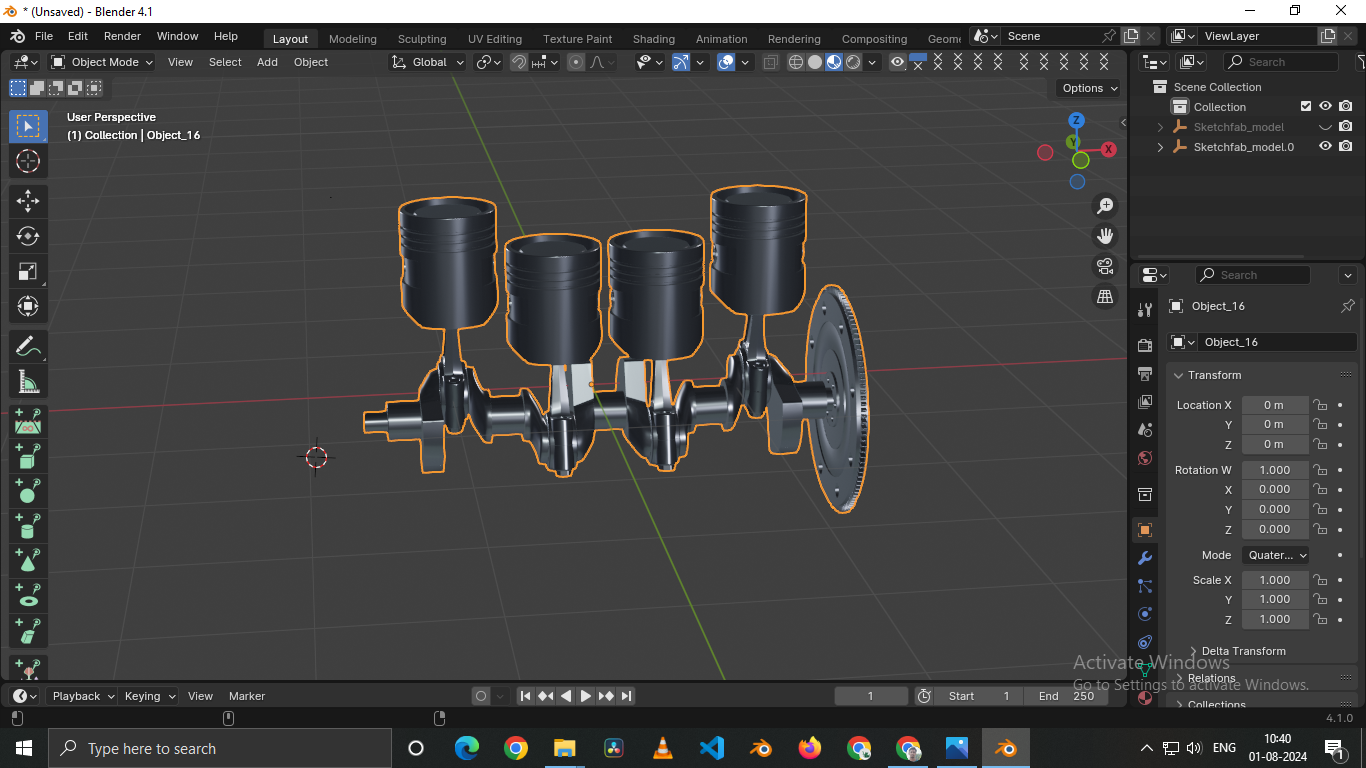 * (Unsaved) - Blender 4.1
File Edit Render Window Help
Layout Modeling Sculpting UV Editing Texture Paint Shading Animation Rendering Compositing Geome
Scene
ViewLayer
Object Mode View Select Add Object
Global
Search
Options
User Perspective
(1) Collection | Object_16
Z
Y
X
Scene Collection
Collection
Sketchfab_model
Sketchfab_model.0
Search
Object_16
Object_16
Transform
Location X 0 m
Y 0 m
Z 0 m
Rotation W 1.000
X 0.000
Y 0.000
Z 0.000
Mode Quater...
Scale X 1.000
Y 1.000
Z 1.000
Delta Transform
Relations
Collections
Activate Windows
Go to Settings to activate Windows.
Playback Keying View Marker
1
Start 1
End 250
4.1.0
Type here to search
ENG
10:40
01-08-2024
1